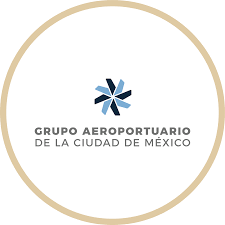 GRUPO AEROPORTUARIO
DE LA CIUDAD DE MÉXICO